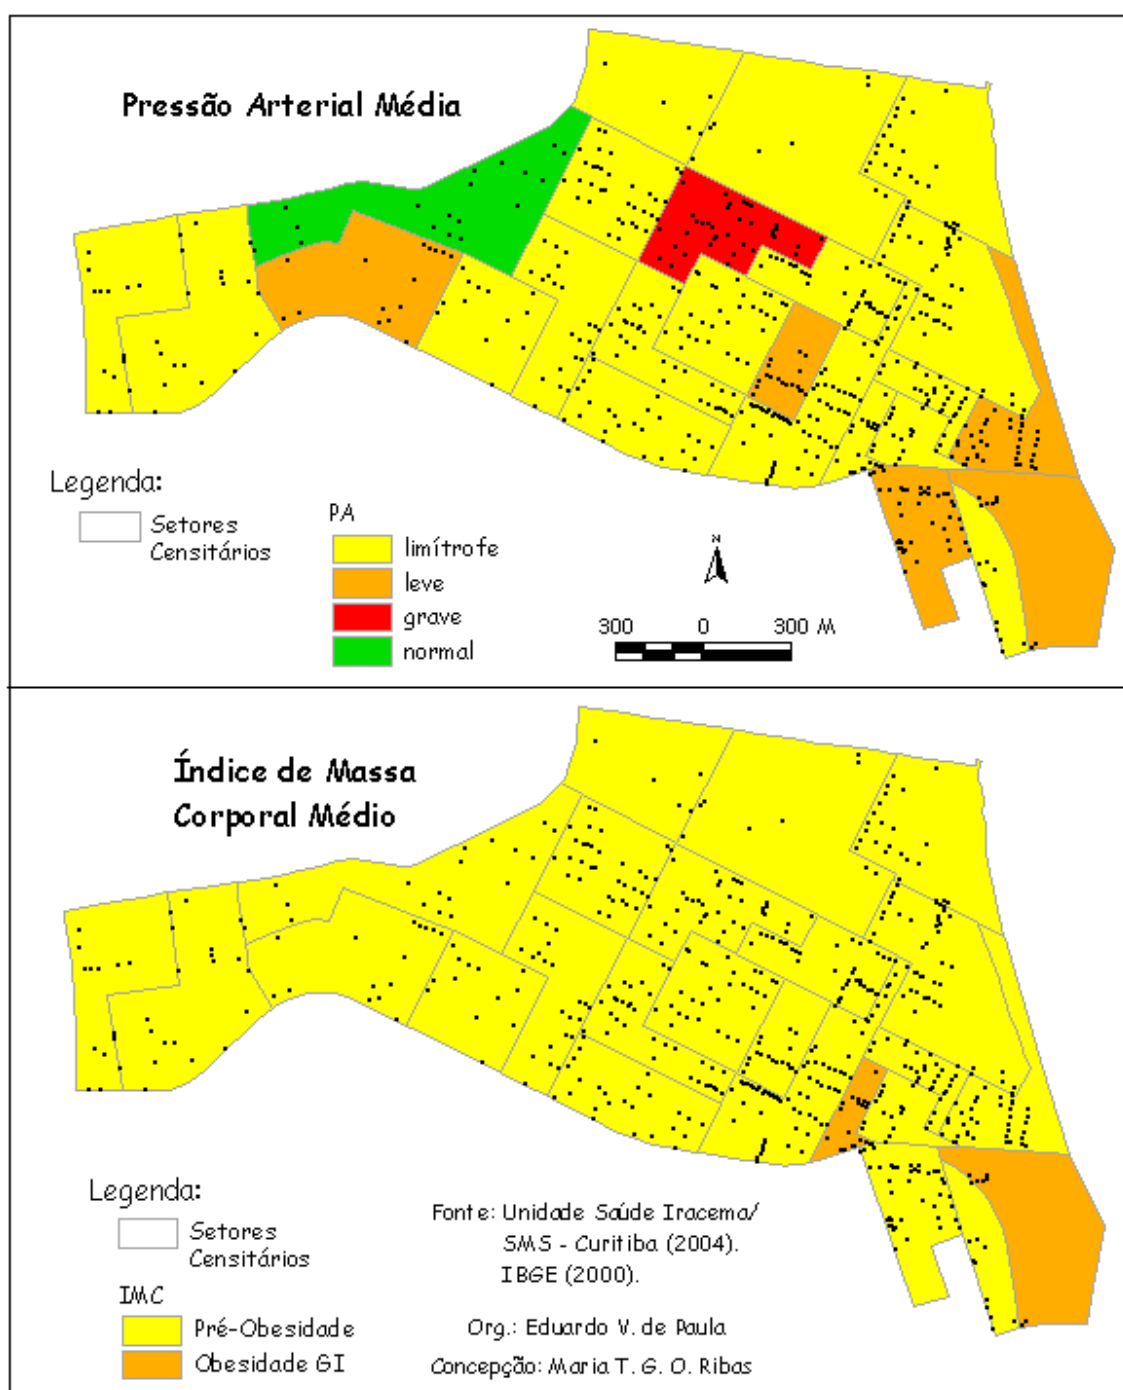 Pressão Arterial Média
Legenda:
Setores
Censitários
PA
limítrofe
leve
grave
normal
N
300 0 300 M
Índice de Massa
Corporal Médio
Legenda:
Setores
Censitários
IMC
Pré-Obesidade
Obesidade GI
Fonte: Unidade Saúde Iracema/
SMS - Curitiba (2004).
IBGE (2000).
Org.: Eduardo V. de Paula
Concepção: Maria T. G. O. Ribas